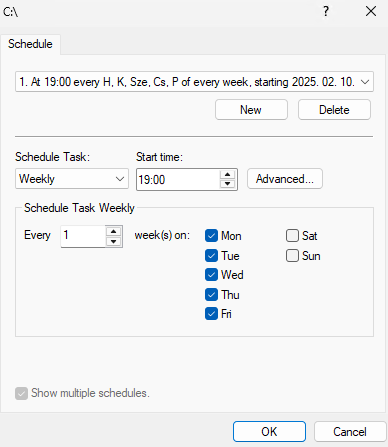 C:\
?
Schedule
1. At 19:00 every H, K, Sze, Cs, P of every week, starting 2025. 02. 10.
New Delete
Schedule Task: Start time:
Weekly 19:00 Advanced...
Schedule Task Weekly
Every 1 week(s) on: Mon Sat
Tue Sun
Wed
Thu
Fri
Show multiple schedules.
OK Cancel